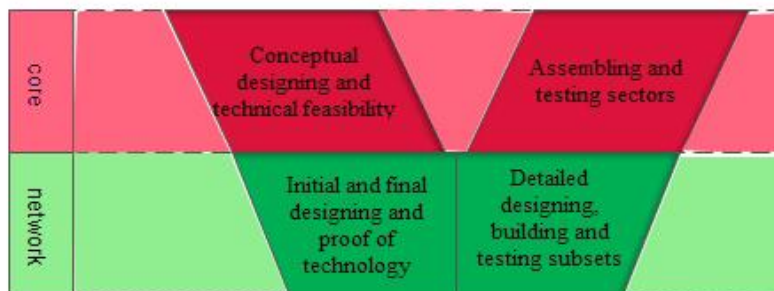 core
Conceptual
designing and
technical feasibility
Assembling and
testing sectors
network
Initial and final
designing and
proof of
technology
Detailed
designing,
building and
testing subsets